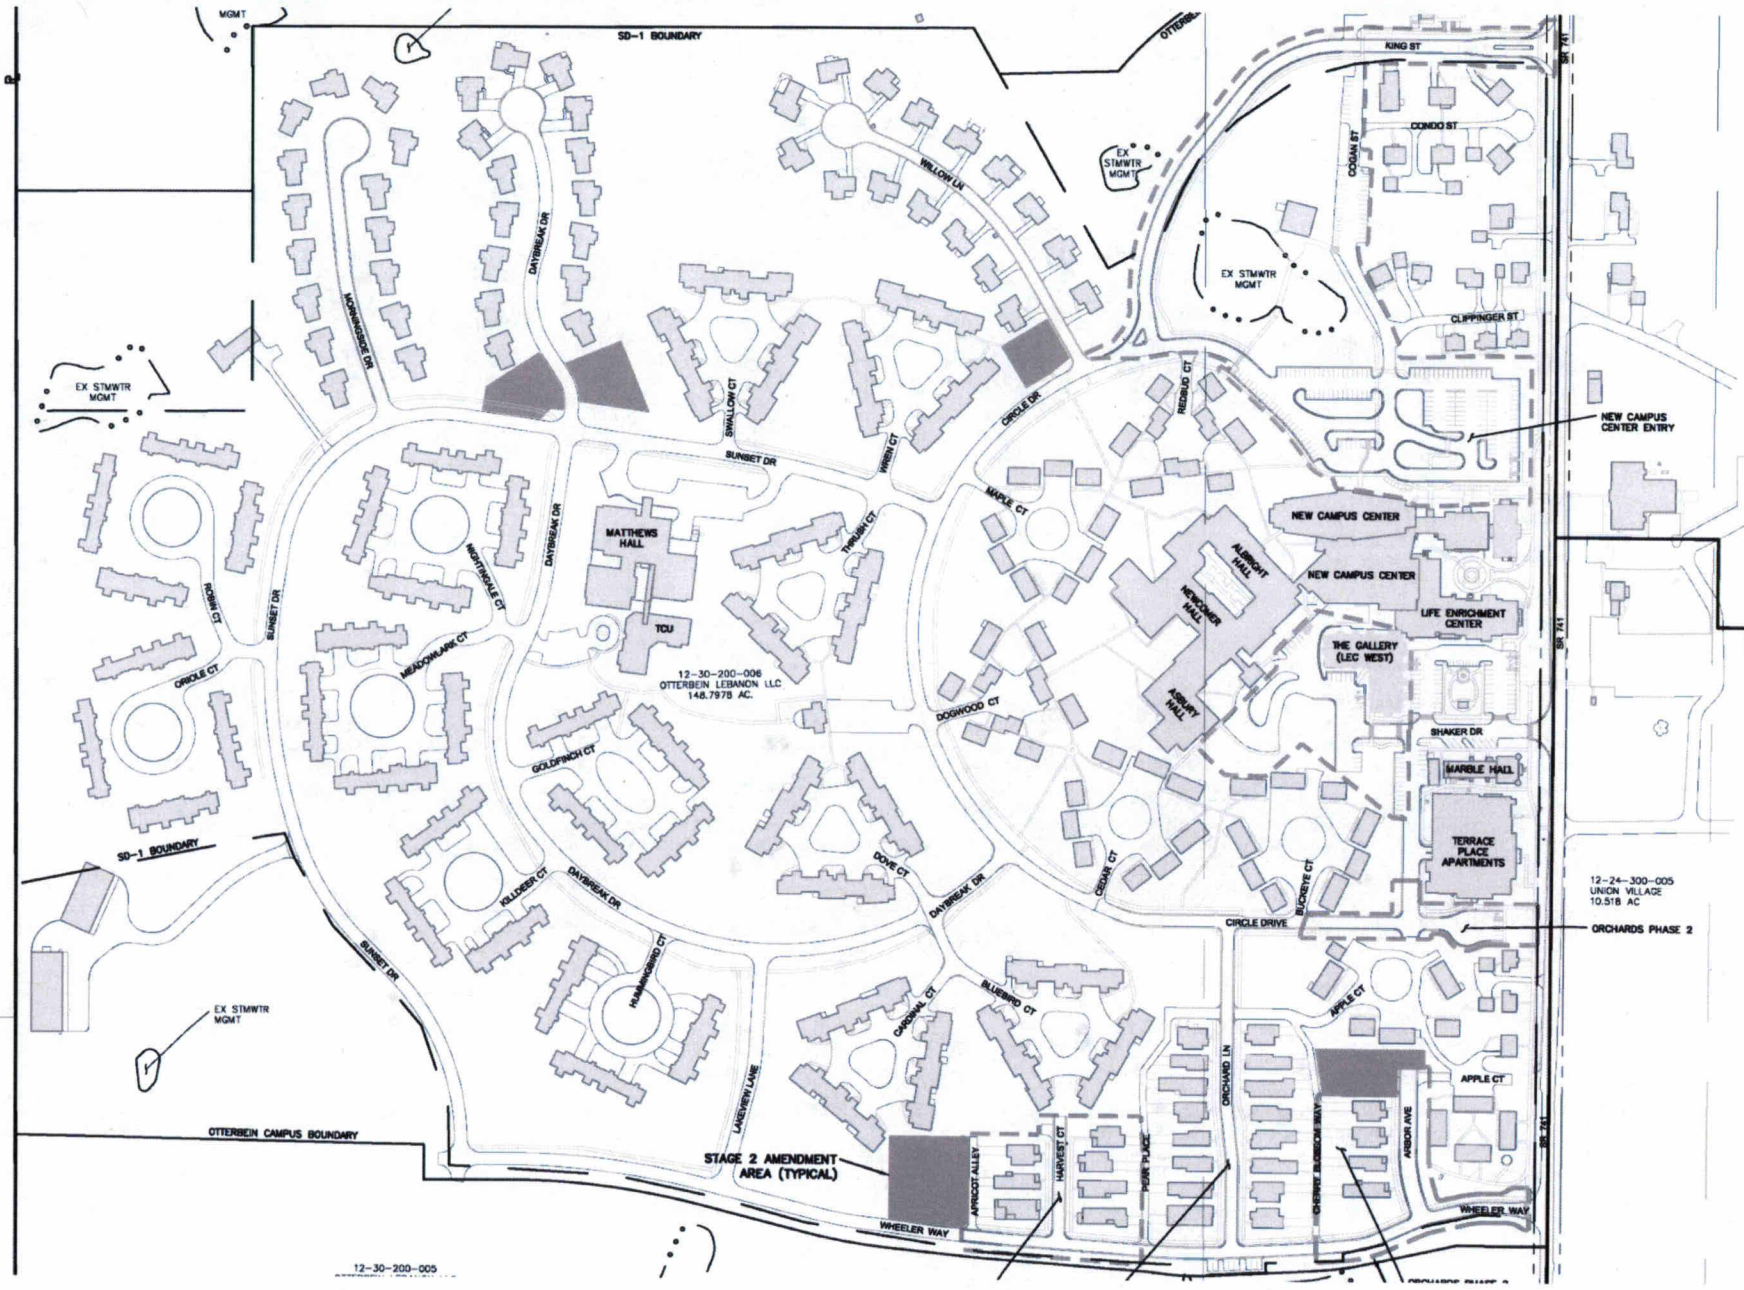 MGMT
SD-1 BOUNDARY
KING ST
SR 741
CONDO ST
COGAN ST
EX
STMWTR
MGMT
WILLOW LN
DAYBREAK DR
EX STMWTR
MGMT
CLIPPINGER ST
MORNINGSIDE DR
EX STMWTR
MGMT
REDBUD CT
SWALLOW CT
CIRCLE DR
NEW CAMPUS
CENTER ENTRY
WREN CT
SUNSET DR
MAPLE CT
NEW CAMPUS CENTER
THRUSH CT
DAYBREAK DR
MATTHEWS
HALL
ALBRIGHT
HALL
NIGHTINGALE CT
NEW CAMPUS CENTER
ROBIN CT
SUNSET DR
NEWCOMER
HALL
LIFE ENRICHMENT
CENTER
TCU
SR 741
MEADOWLARK CT
THE GALLERY
(LEC WEST)
ORIOLE CT
12-30-200-006
OTTERBEIN LEBANON LLC
148.7978 AC.
ASBURY
HALL
DOGWOOD CT
SHAKER DR
GOLDFINCH CT
MARBLE HALL
SD-1 BOUNDARY
TERRACE
PLACE
APARTMENTS
DOVE CT
CEDAR CT
BUCKEYE CT
12-24-300-005
UNION VILLAGE
10.518 AC
KILLDEER CT
DAYBREAK DR
DAYBREAK DR
CIRCLE DRIVE
ORCHARDS PHASE 2
SUNSET DR
HUMMINGBIRD CT
BLUEBIRD CT
CARDINAL CT
APPLE CT
EX STMWTR
MGMT
ORCHARD LN
APPLE CT
LAKEVIEW LANE
OTTERBEIN CAMPUS BOUNDARY
STAGE 2 AMENDMENT
AREA (TYPICAL)
APRICOT ALLEY
HARVEST CT
PEAR PLACE
CHERRY BLOSSOM WAY
ARBOR AVE
SR 741
WHEELER WAY
WHEELER WAY
12-30-200-005